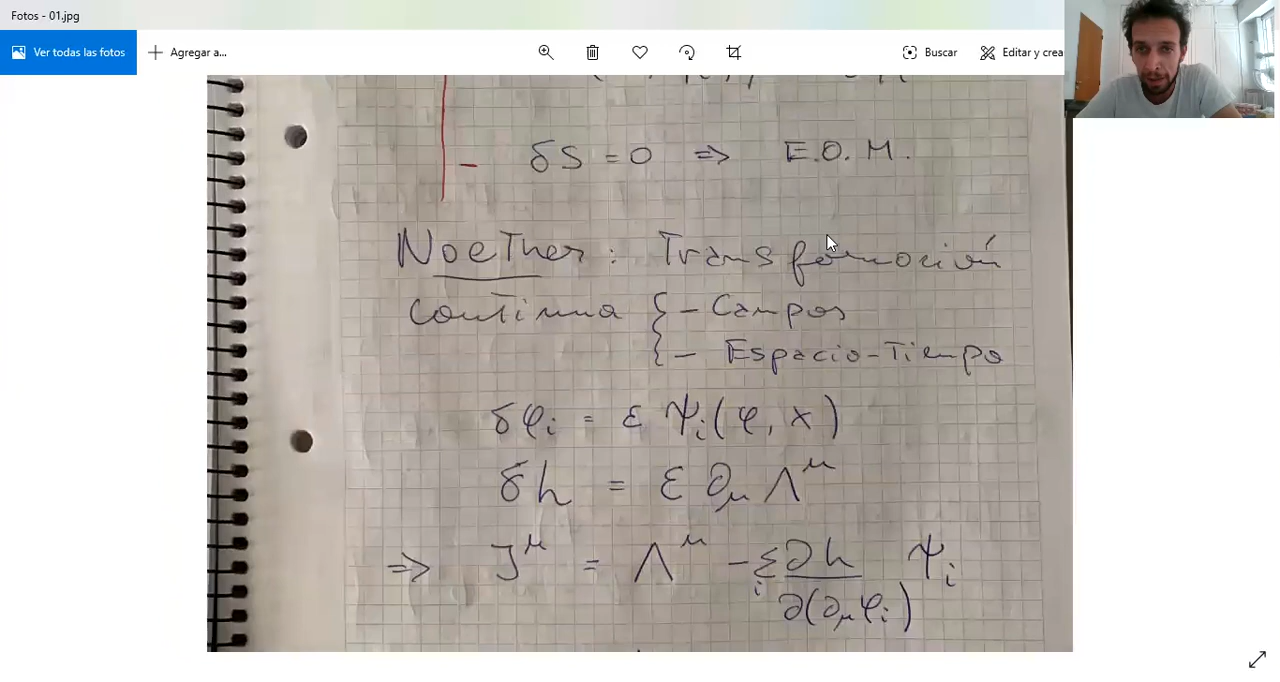 Fotos - 01.jpg
Ver todas las fotos
Agregar a...
Buscar
Editar y crea
- δS = 0 ⇒ E.O.M.
Noether: Transformación
continua { - Campos
- Espacio-Tiempo
δφi = ε Ψi(φ, x)
δh = ε ∂μ Λ^μ
⇒ J^μ = Λ^μ - Σi ∂h/∂(∂μφi) Ψi